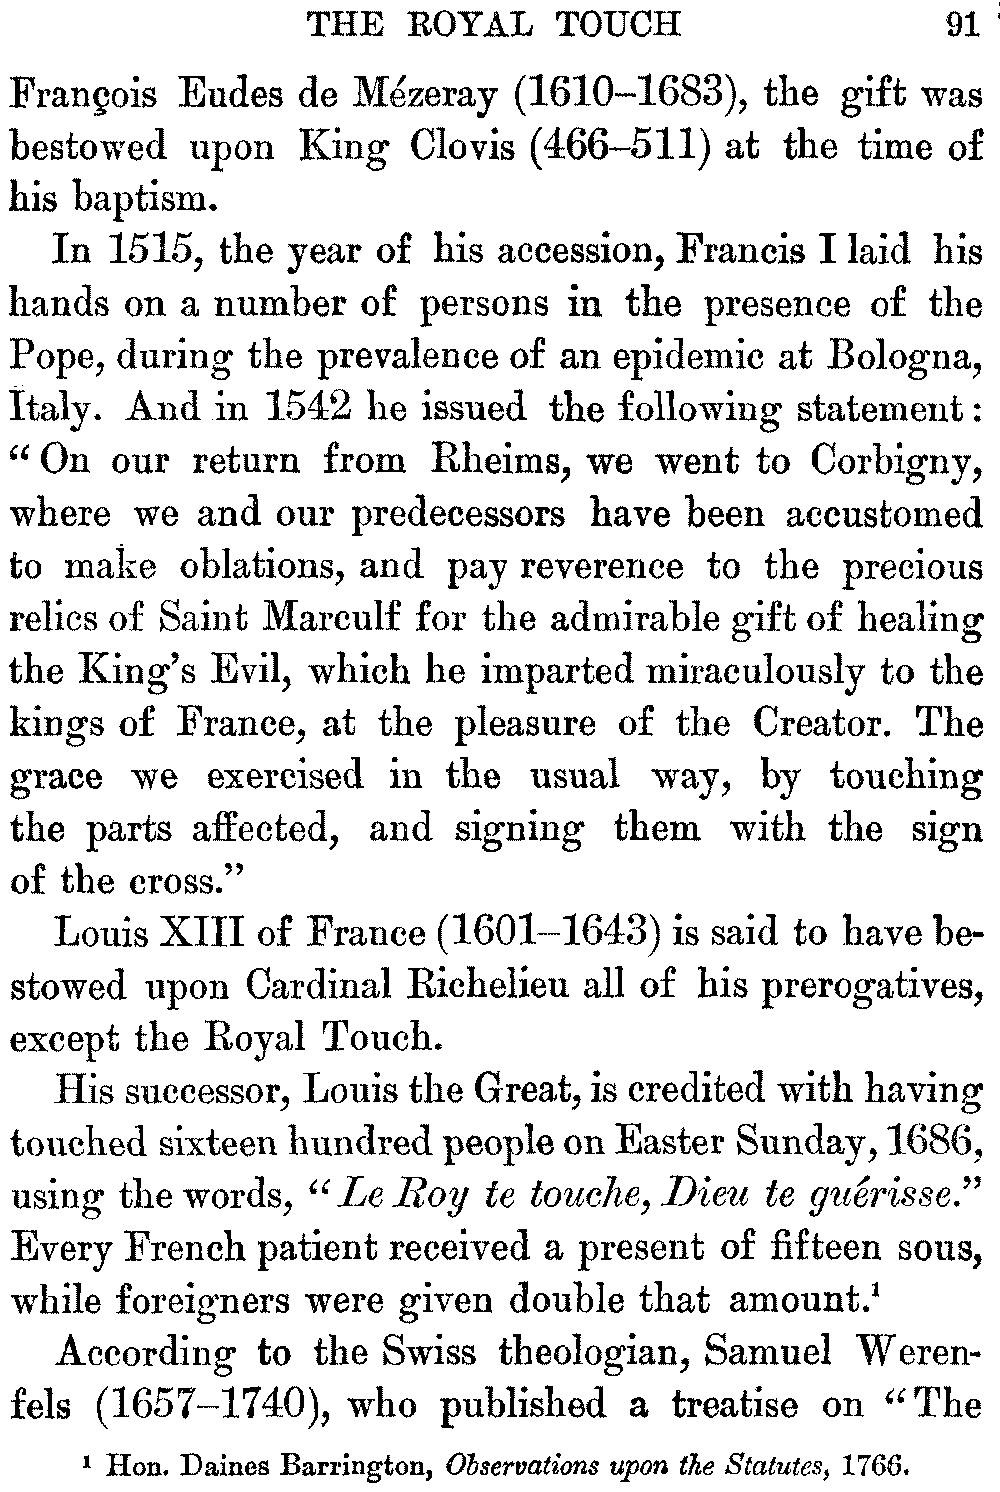 THE ROYAL TOUCH 91
François Eudes de Mézeray (1610–1683), the gift was
bestowed upon King Clovis (466–511) at the time of
his baptism.
In 1515, the year of his accession, Francis I laid his
hands on a number of persons in the presence of the
Pope, during the prevalence of an epidemic at Bologna,
Italy. And in 1542 he issued the following statement:
“On our return from Rheims, we went to Corbigny,
where we and our predecessors have been accustomed
to make oblations, and pay reverence to the precious
relics of Saint Marculf for the admirable gift of healing
the King’s Evil, which he imparted miraculously to the
kings of France, at the pleasure of the Creator. The
grace we exercised in the usual way, by touching
the parts affected, and signing them with the sign
of the cross.”
Louis XIII of France (1601–1643) is said to have be-
stowed upon Cardinal Richelieu all of his prerogatives,
except the Royal Touch.
His successor, Louis the Great, is credited with having
touched sixteen hundred people on Easter Sunday, 1686,
using the words, “Le Roy te touche, Dieu te guérisse.”
Every French patient received a present of fifteen sous,
while foreigners were given double that amount.¹
According to the Swiss theologian, Samuel Weren-
fels (1657–1740), who published a treatise on “The
¹ Hon. Daines Barrington, Observations upon the Statutes, 1766.